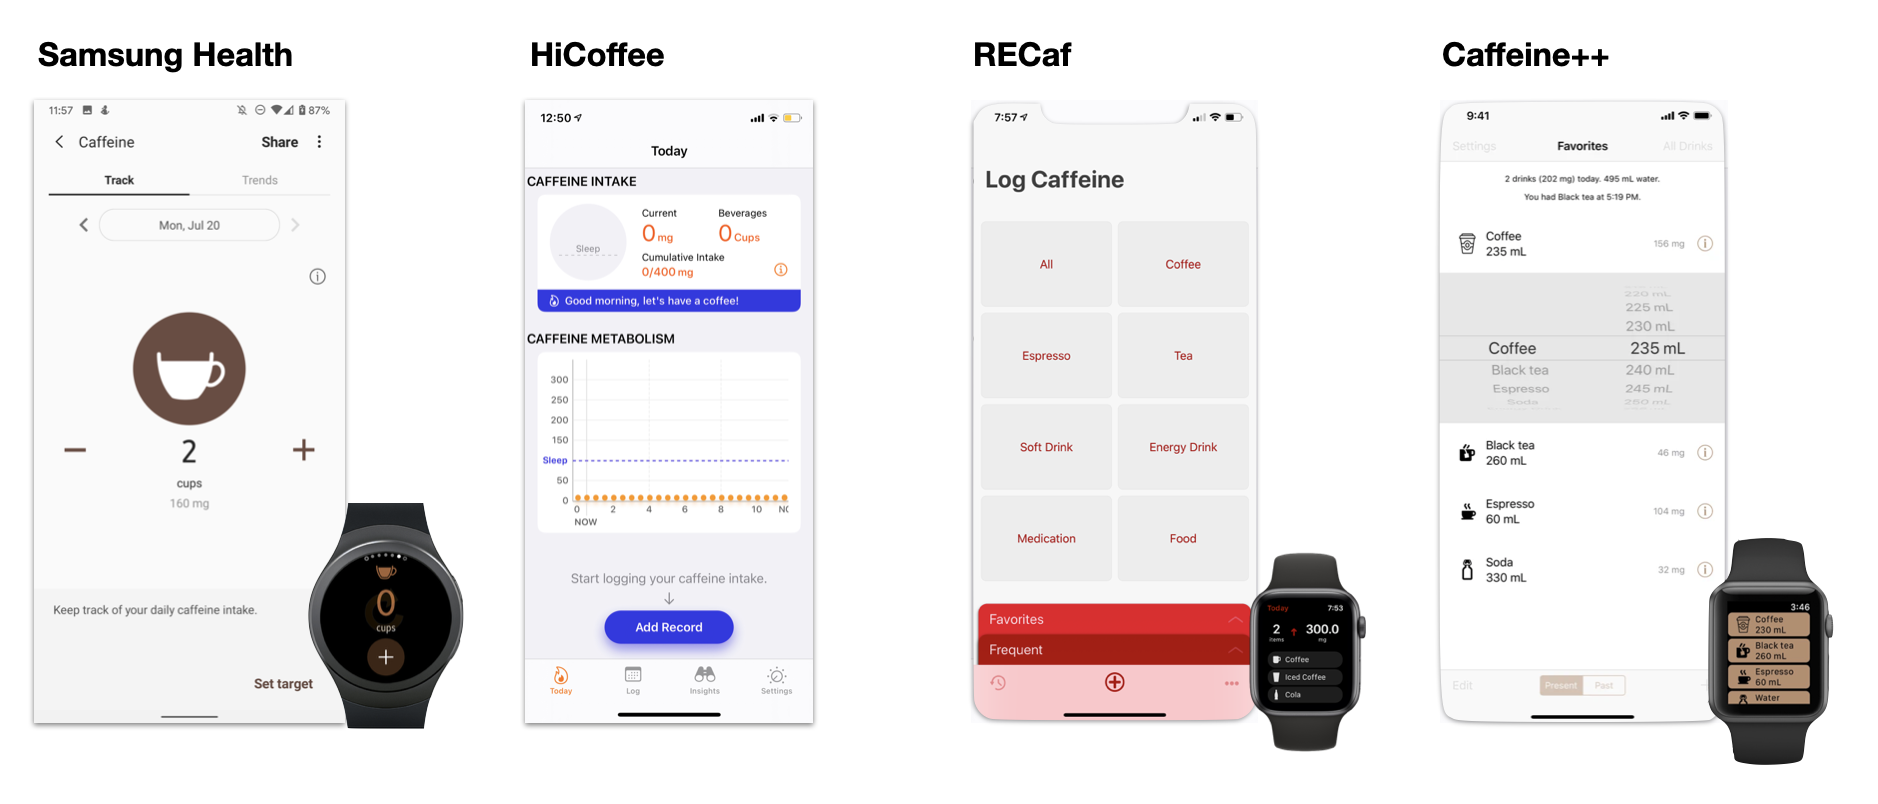 Samsung Health
11:57
87%
Caffeine
Share
Track
Trends
Mon, Jul 20
2
cups
160 mg
Keep track of your daily caffeine intake.
Set target
0
cups
HiCoffee
12:50
Today
CAFFEINE INTAKE
Sleep
Current
0 mg
Beverages
0 Cups
Cumulative Intake
0/400 mg
Good morning, let's have a coffee!
CAFFEINE METABOLISM
300
250
200
150
Sleep
50
0
0 2 4 6 8 10 NO
NOW
Start logging your caffeine intake.
Add Record
Today
Log
Insights
Settings
RECaf
7:57
Log Caffeine
All
Coffee
Espresso
Tea
Soft Drink
Energy Drink
Medication
Food
Favorites
Frequent
Today
7:53
2
items
300.0
mg
Coffee
Iced Coffee
Cola
Caffeine++
9:41
Settings
Favorites
All Drinks
2 drinks (202 mg) today. 495 mL water.
You had Black tea at 5:19 PM.
Coffee
235 mL
156 mg
220 mL
225 mL
230 mL
Coffee 235 mL
Black tea 240 mL
Espresso 245 mL
Soda 250 mL
Black tea
260 mL
46 mg
Espresso
60 mL
104 mg
Soda
330 mL
32 mg
Edit
Present
Past
3:46
Coffee
230 mL
Black tea
260 mL
Espresso
60 mL
Water